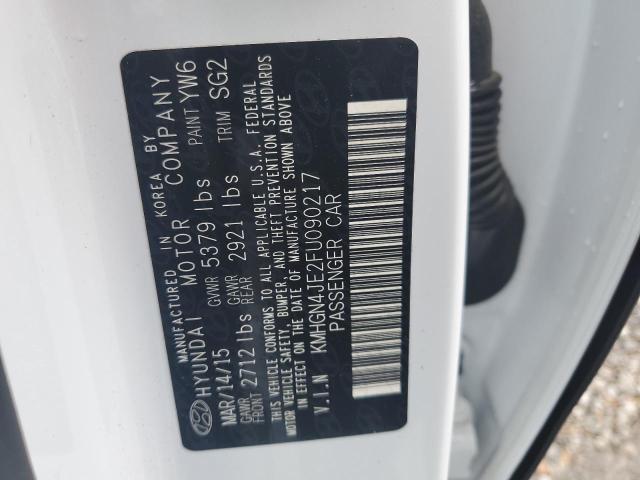 MANUFACTURED IN KOREA BY
HYUNDAI MOTOR COMPANY
MAR/14/15 GVWR 5379 lbs PAINT YW6
GAWR FRONT 2712 lbs GAWR REAR 2921 lbs TRIM SG2
THIS VEHICLE CONFORMS TO ALL APPLICABLE U.S.A. FEDERAL
MOTOR VEHICLE SAFETY, BUMPER, AND THEFT PREVENTION STANDARDS
IN EFFECT ON THE DATE OF MANUFACTURE SHOWN ABOVE
V.I.N KMHGN4JE2FU090217
PASSENGER CAR